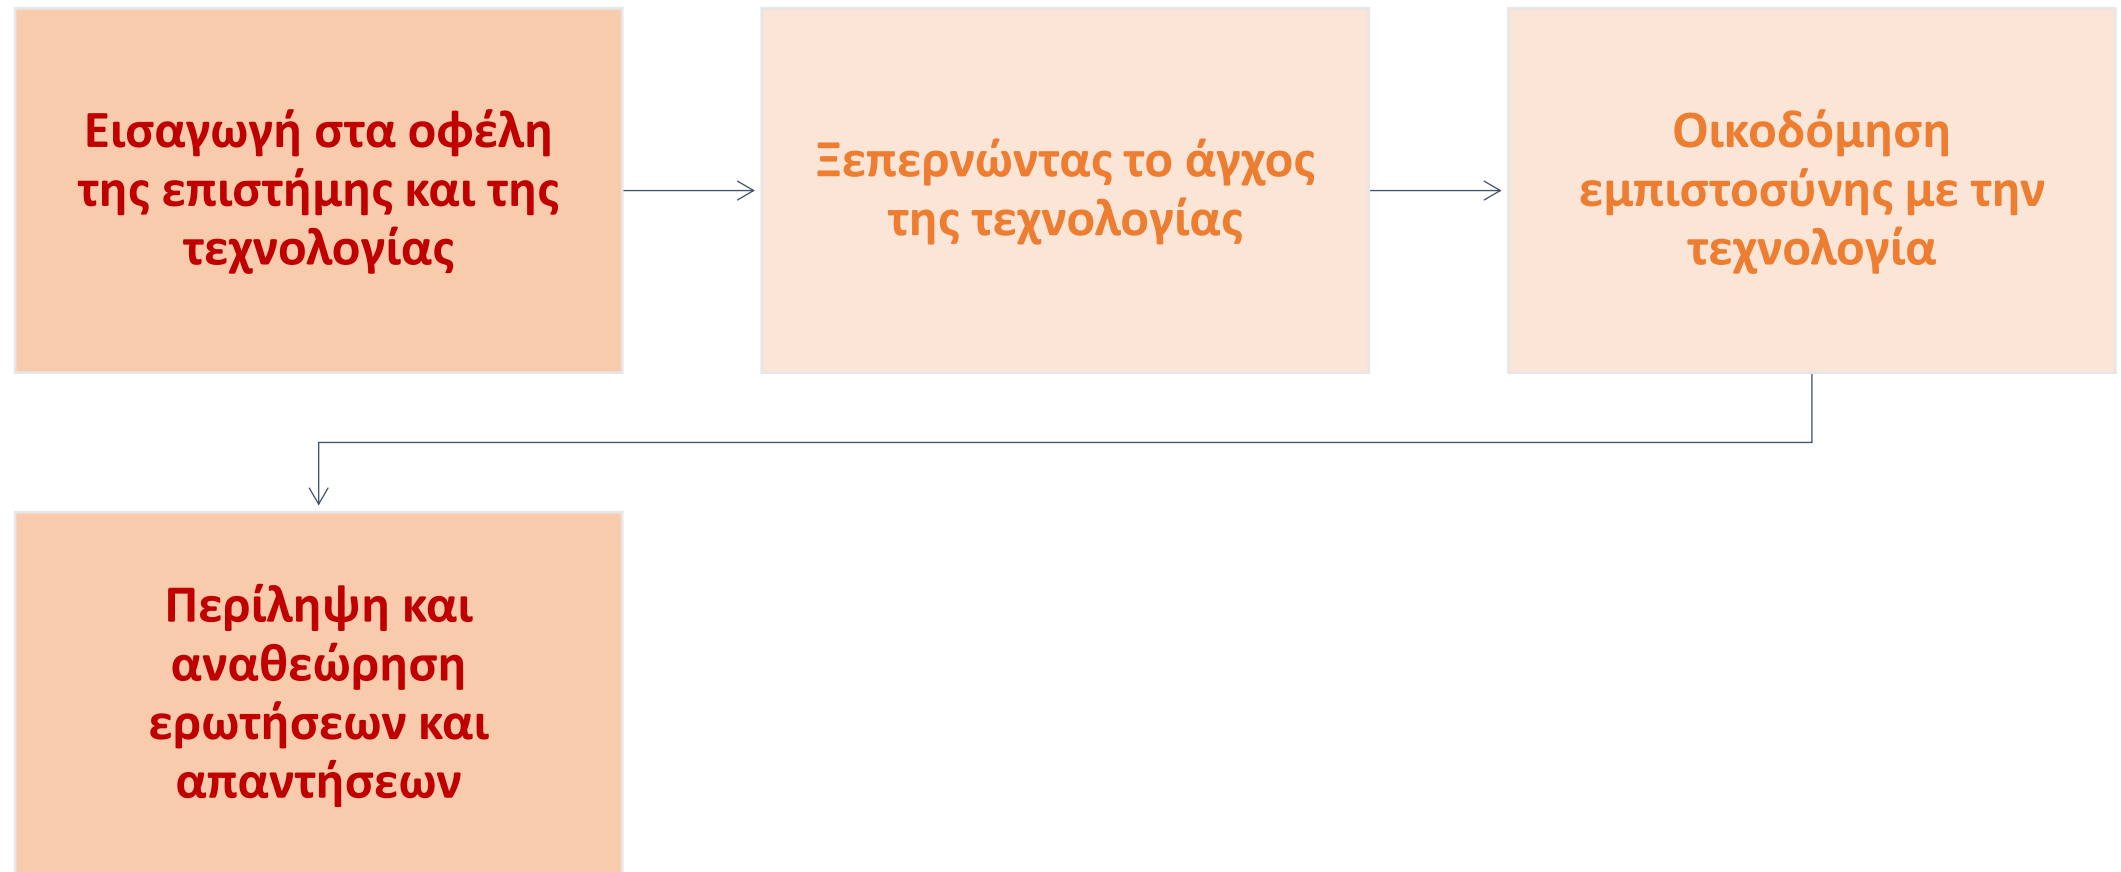 Εισαγωγή στα οφέλη
της επιστήμης και της
τεχνολογίας
Ξεπερνώντας το άγχος
της τεχνολογίας
Οικοδόμηση
εμπιστοσύνης με την
τεχνολογία
Περίληψη και
αναθεώρηση
ερωτήσεων και
απαντήσεων